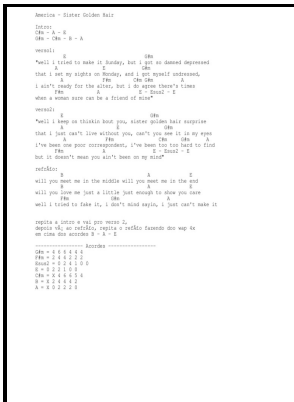 America - Sister Golden Hair
Intro:
C#m - A - E
G#m - C#m - B - A
verso1:
E G#m
"well i tried to make it Sunday, but i got so damned depressed
A E G#m
that i set my sights on Monday, and i got myself undressed,
A F#m C#m G#m A
i ain't ready for the alter, but i do agree there's times
F#m A E - Esus2 - E
when a woman sure can be a friend of mine"
verso2:
E G#m
"well i keep on thinkin bout you, sister golden hair surprise
A E G#m
that i just can't live without you, can't you see it in my eyes
A F#m C#m G#m A
i've been one poor correspondent, i've been too too hard to find
F#m A E - Esus2 - E
but it doesn't mean you ain't been on my mind"
refrÃ£o:
B A E
will you meet me in the middle will you meet me in the end
B A E
will you love me just a little just enough to show you care
F#m G#m A
well i tried to fake it, i don't mind sayin, i just can't make it
repita a intro e vai pro verso 2,
depois vÃ¡ ao refrÃ£o, repita o refrÃ£o fazendo dos wap 4x
em cima dos acordes B - A - E
---------------- Acordes ----------------
G#m = 4 6 6 4 4 4
F#m = 2 4 4 2 2 2
Esus2 = 0 2 4 1 0 0
E = 0 2 2 1 0 0
C#m = X 4 6 6 5 4
B = X 2 4 4 4 2
A = X 0 2 2 2 0